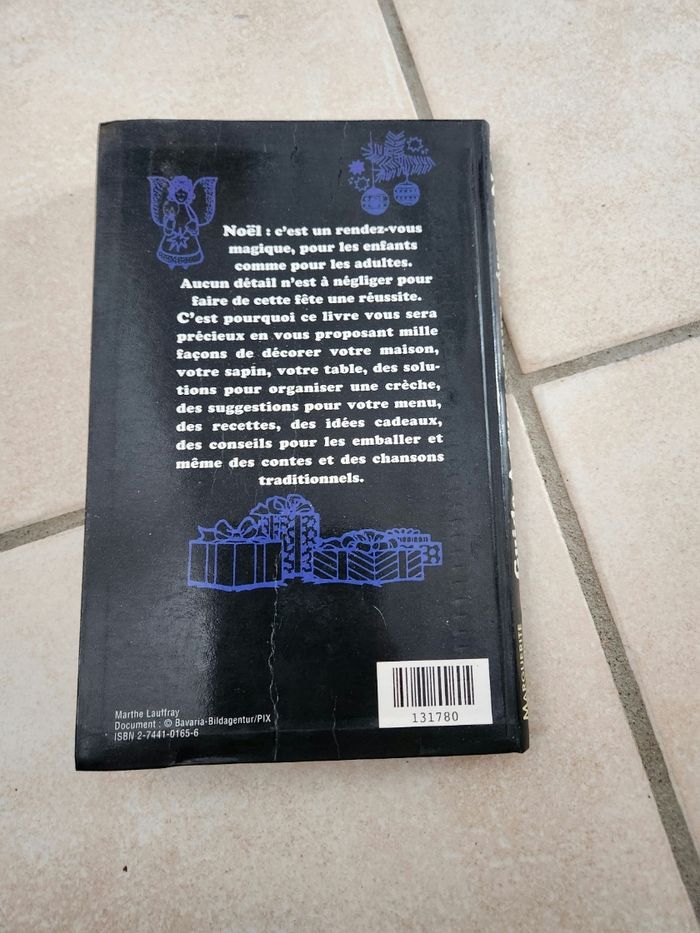 Noël : c'est un rendez-vous
magique, pour les enfants
comme pour les adultes.
Aucun détail n'est à négliger pour
faire de cette fête une réussite.
C'est pourquoi ce livre vous sera
précieux en vous proposant mille
façons de décorer votre maison,
votre sapin, votre table, des solu-
tions pour organiser une crèche,
des suggestions pour votre menu,
des recettes, des idées cadeaux,
des conseils pour les emballer et
même des contes et des chansons
traditionnels.
Marthe Lauffray
Document : © Bavaria-Bildagentur/PIX
ISBN 2-7441-0165-6
131780
MARGUERITE